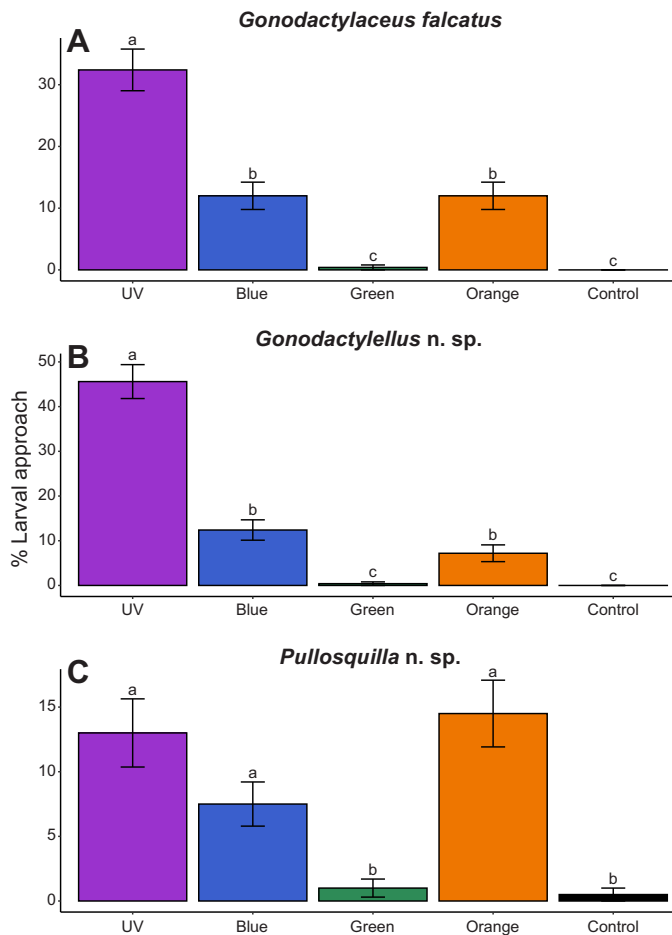 Gonodactylaceus falcatus
A
a
b
c
b
c
30
20
10
0
UV Blue Green Orange Control
Gonodactylellus n. sp.
B
a
b
c
b
c
50
40
30
20
10
0
UV Blue Green Orange Control
% Larval approach
Pullosquilla n. sp.
C
a
a
b
a
b
15
10
5
0
UV Blue Green Orange Control